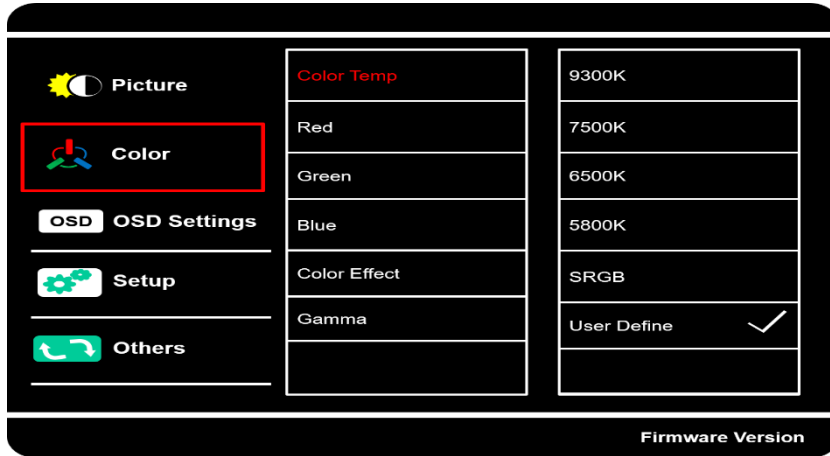 Picture
Color
OSD OSD Settings
Setup
Others
Color Temp
Red
Green
Blue
Color Effect
Gamma
9300K
7500K
6500K
5800K
SRGB
User Define
Firmware Version